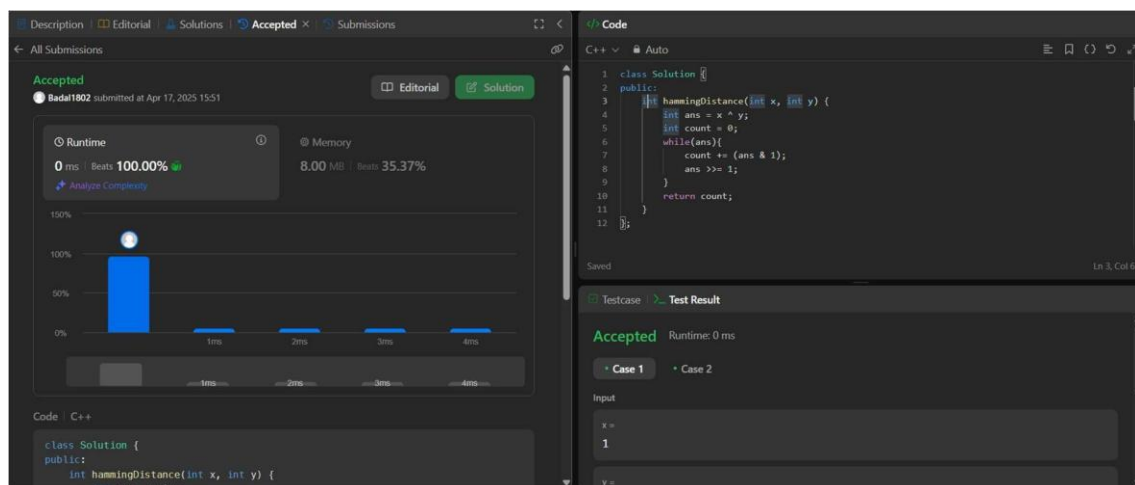 Description | Editorial | Solutions | Accepted × | Submissions
← All Submissions
Accepted
Badal1802 submitted at Apr 17, 2025 15:51
Editorial
Solution
Runtime
0 ms | Beats 100.00%
Analyze Complexity
Memory
8.00 MB | Beats 35.37%
150%
100%
50%
0%
1ms 2ms 3ms 4ms
1ms 2ms 3ms 4ms
Code | C++
class Solution {
public:
int hammingDistance(int x, int y) {
</> Code
C++ Auto
1 class Solution {
2 public:
3 int hammingDistance(int x, int y) {
4 int ans = x ^ y;
5 int count = 0;
6 while(ans){
7 count += (ans & 1);
8 ans >>= 1;
9 }
10 return count;
11 }
12 };
Saved
Ln 3, Col 6
Testcase | >_ Test Result
Accepted Runtime: 0 ms
• Case 1 • Case 2
Input
x =
1
y =